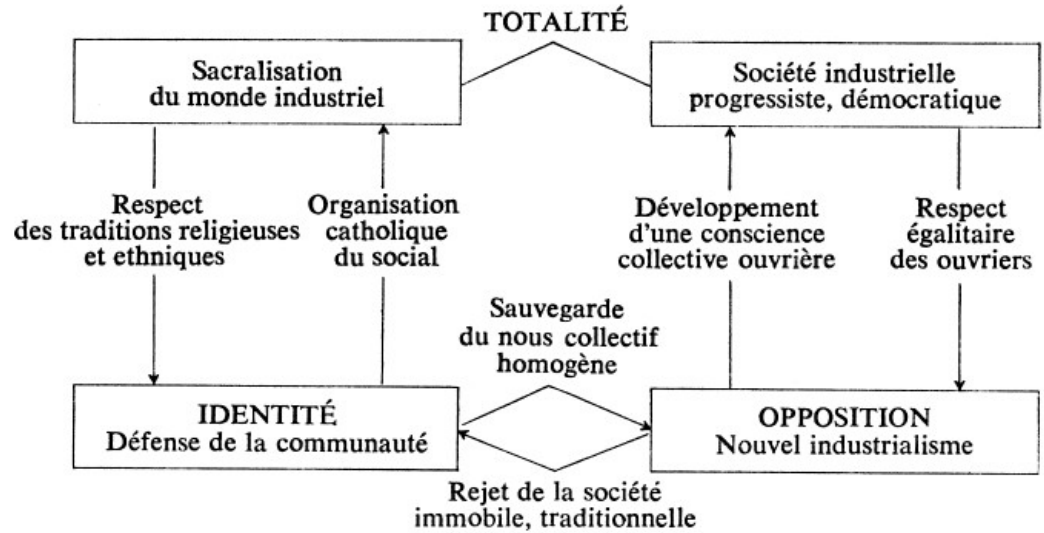 TOTALITÉ
Sacralisation
du monde industriel
Société industrielle
progressiste, démocratique
Respect
des traditions religieuses
et ethniques
Organisation
catholique
du social
Développement
d'une conscience
collective ouvrière
Respect
égalitaire
des ouvriers
Sauvegarde
du nous collectif
homogène
IDENTITÉ
Défense de la communauté
OPPOSITION
Nouvel industrialisme
Rejet de la société
immobile, traditionnelle